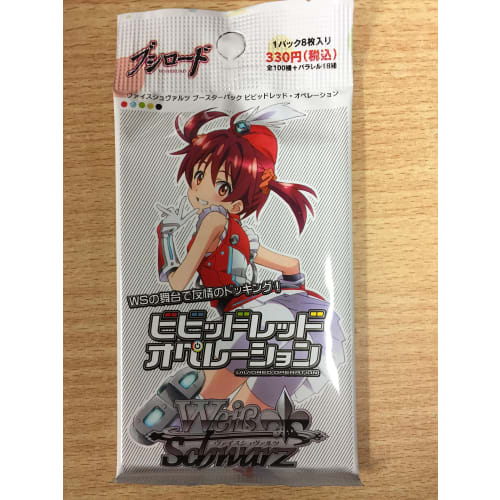 ブシロード
1パック8枚入り
330円(税込)
全100種+パラレル18種
ヴァイスシュヴァルツ ブースターパック ビビッドレッド・オペレーション
WSの舞台で友情のドッキング!
ビビッドレッド
オペレーション
VIVIDRED OPERATION
Weiß
ヴァイスシュヴァルツ
Schwarz